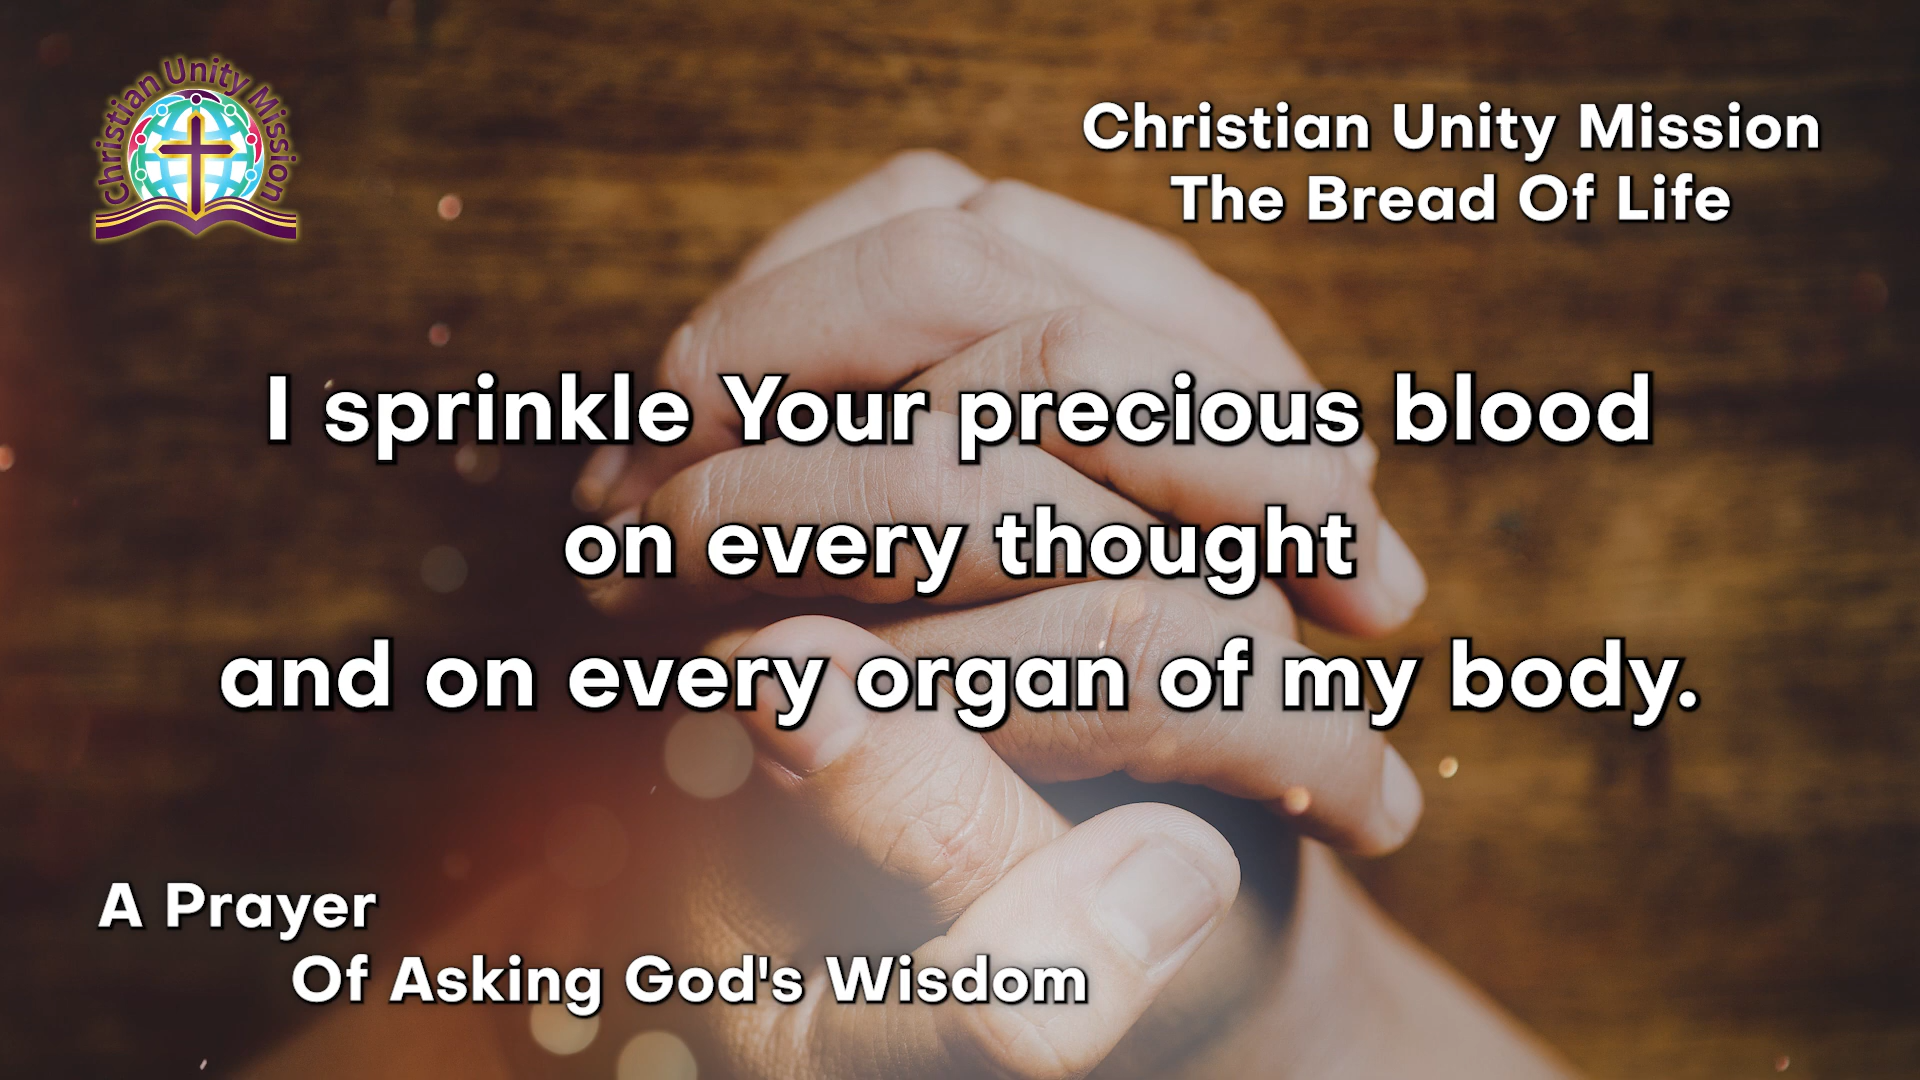 Christian Unity Mission
Christian Unity Mission
The Bread Of Life
I sprinkle Your precious blood
on every thought
and on every organ of my body.
A Prayer
Of Asking God's Wisdom